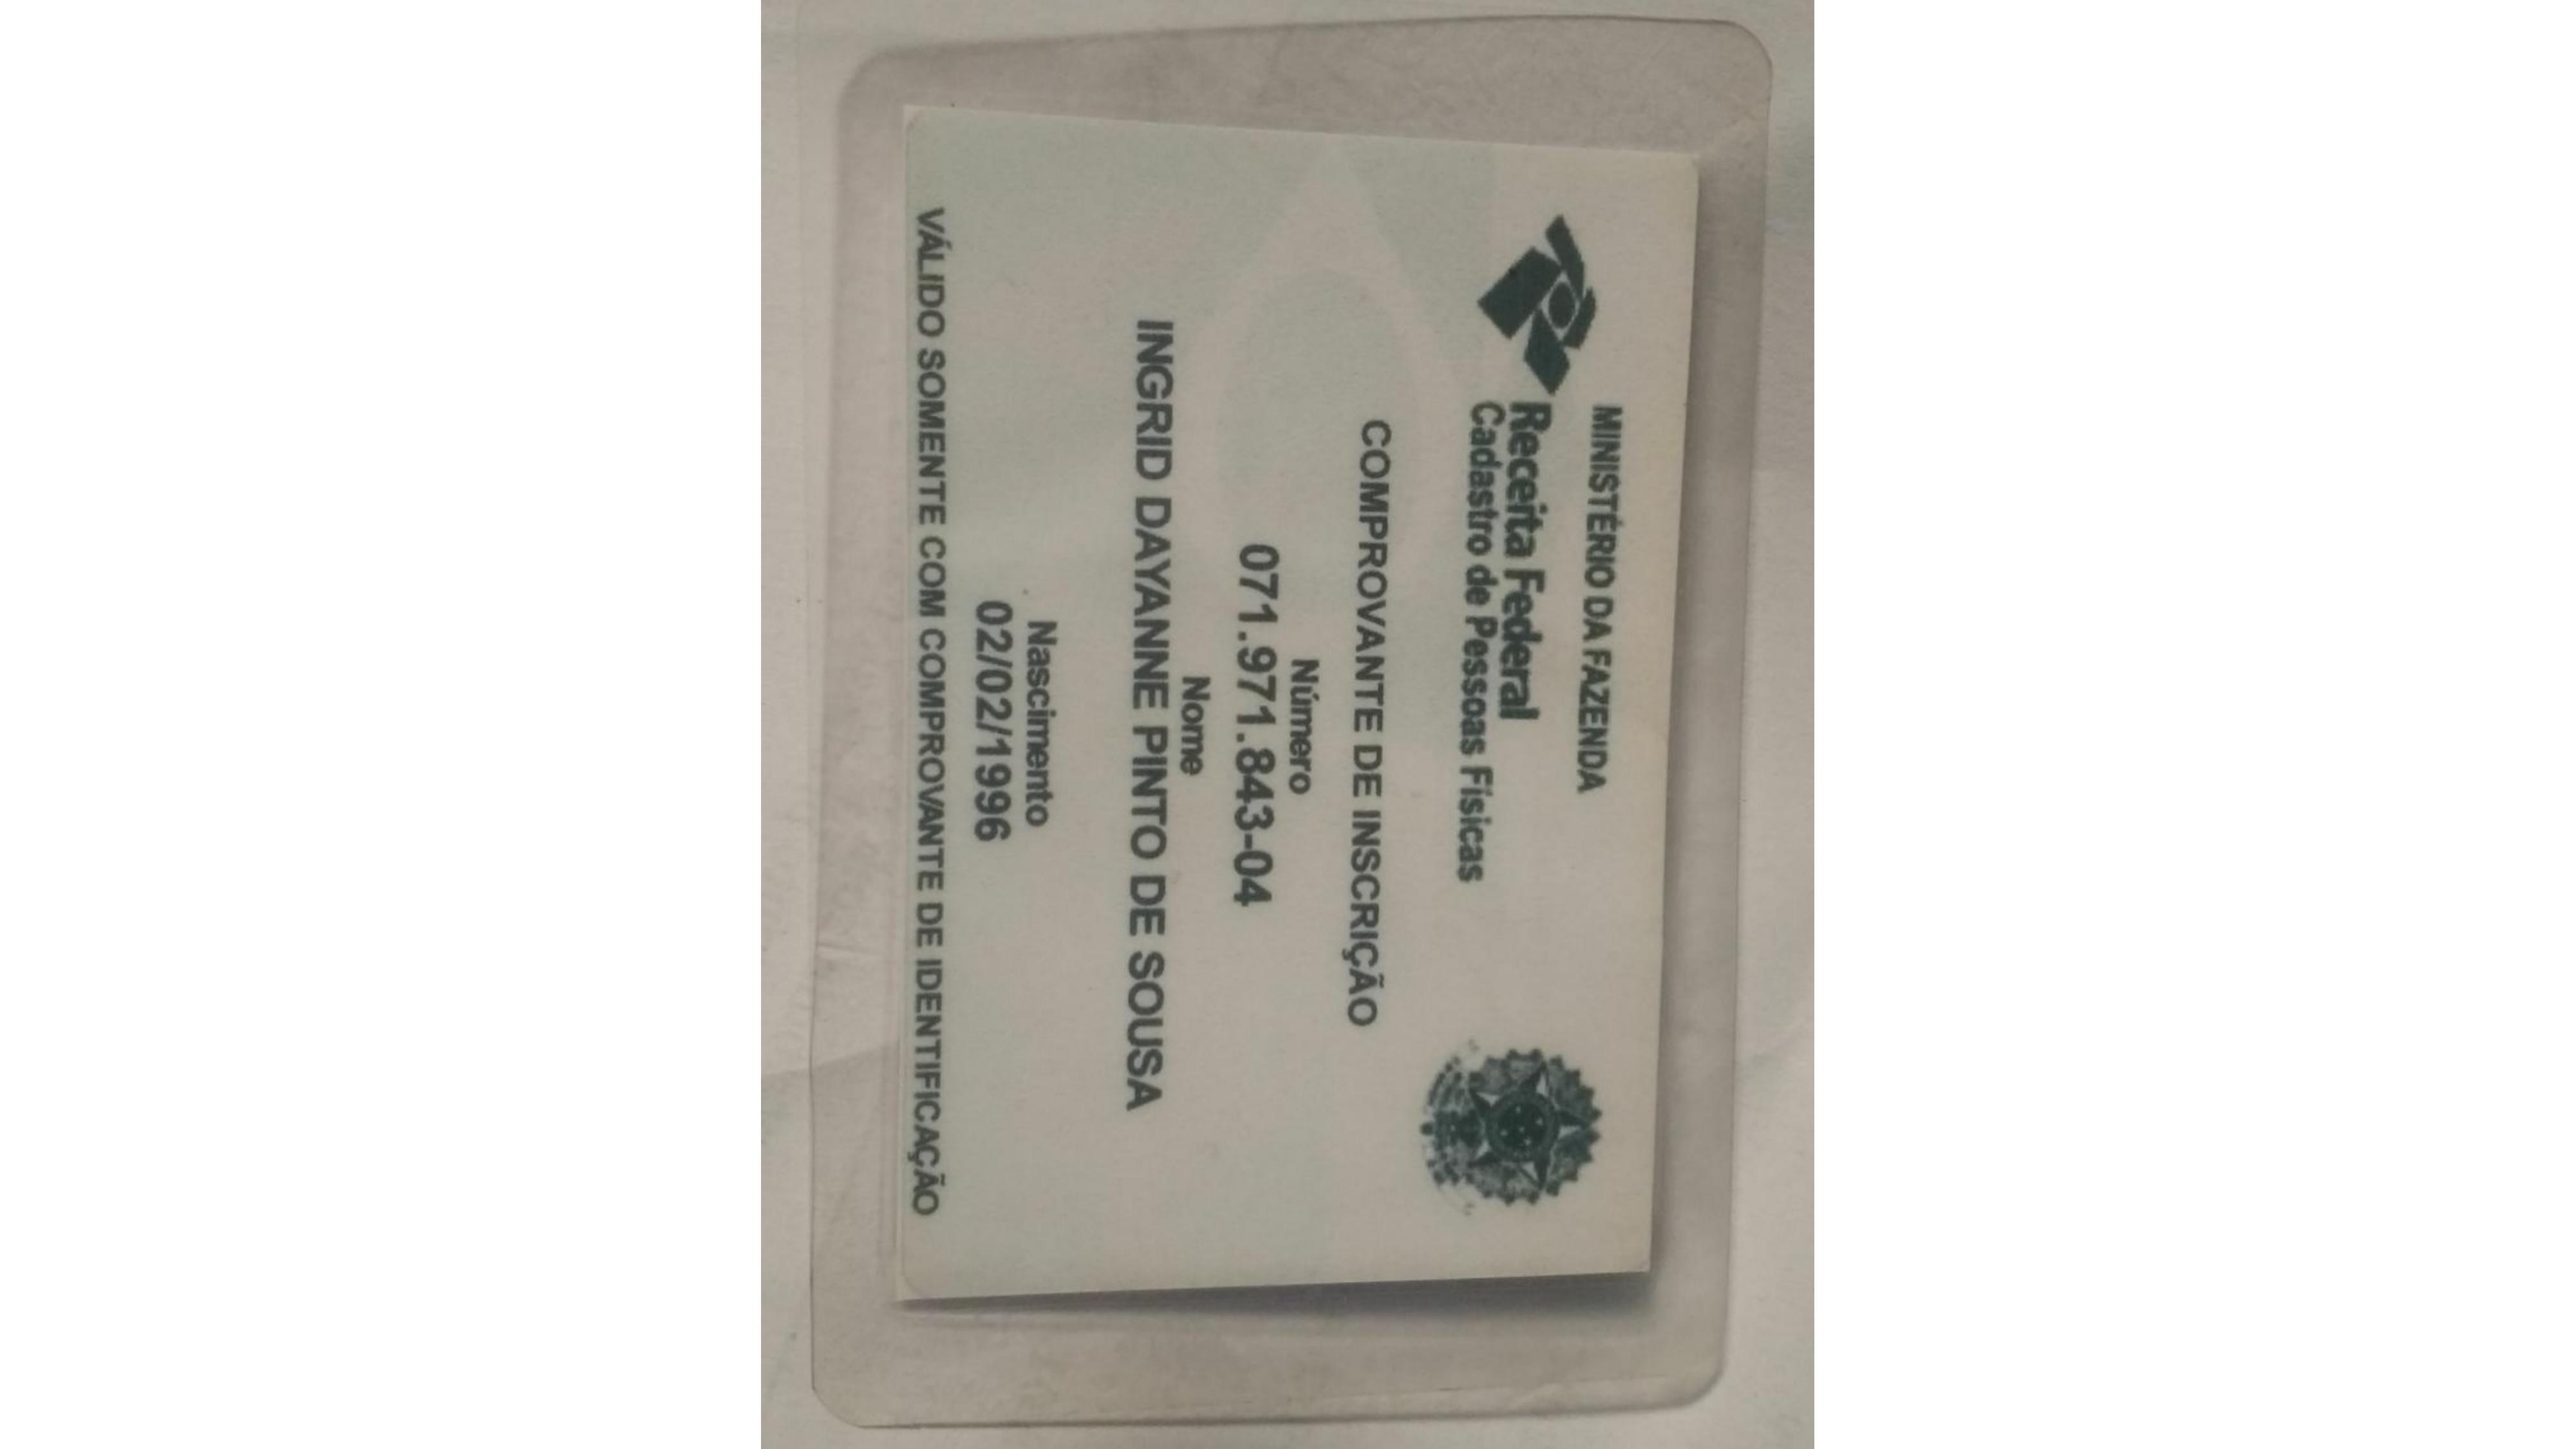 MINISTÉRIO DA FAZENDA
Receita Federal
Cadastro de Pessoas Físicas
COMPROVANTE DE INSCRIÇÃO
Número
071.971.843-04
Nome
INGRID DAYANNE PINTO DE SOUSA
Nascimento
02/02/1996
VÁLIDO SOMENTE COM COMPROVANTE DE IDENTIFICAÇÃO